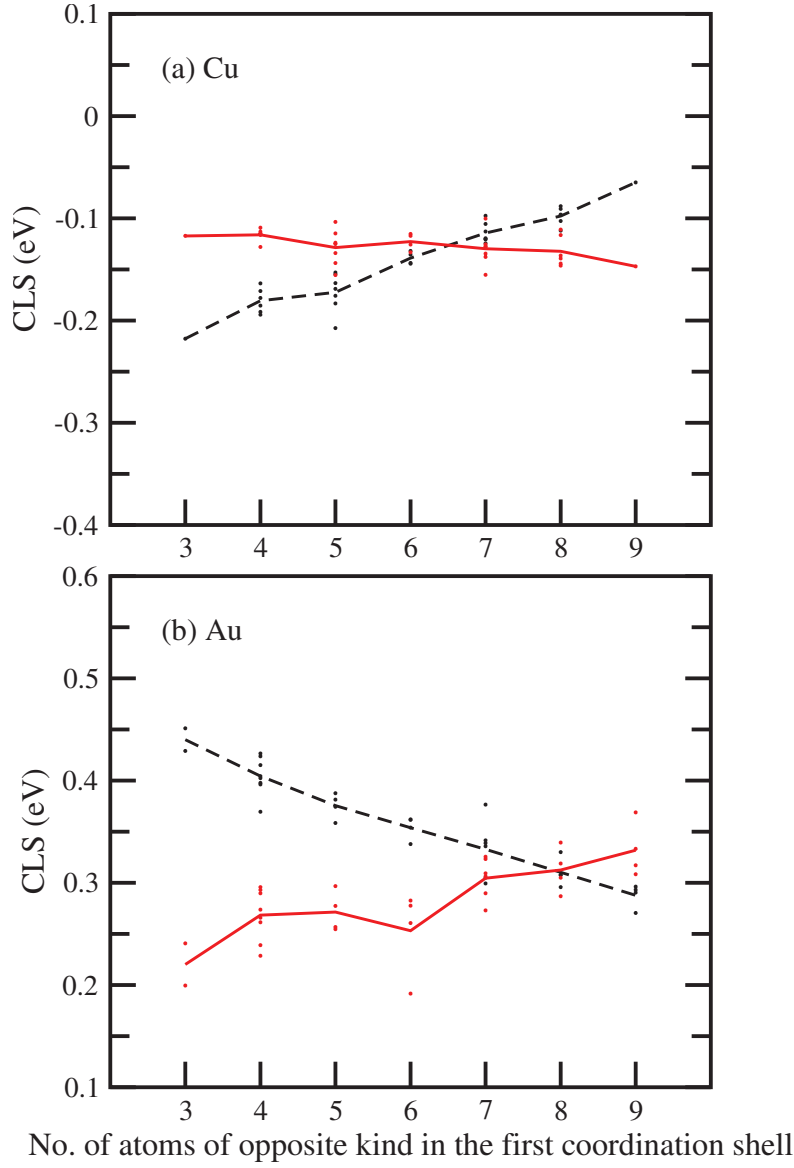 0.1
(a) Cu
0
-0.1
CLS (eV)
-0.2
-0.3
-0.4
3 4 5 6 7 8 9
0.6
(b) Au
0.5
0.4
CLS (eV)
0.3
0.2
0.1
3 4 5 6 7 8 9
No. of atoms of opposite kind in the first coordination shell